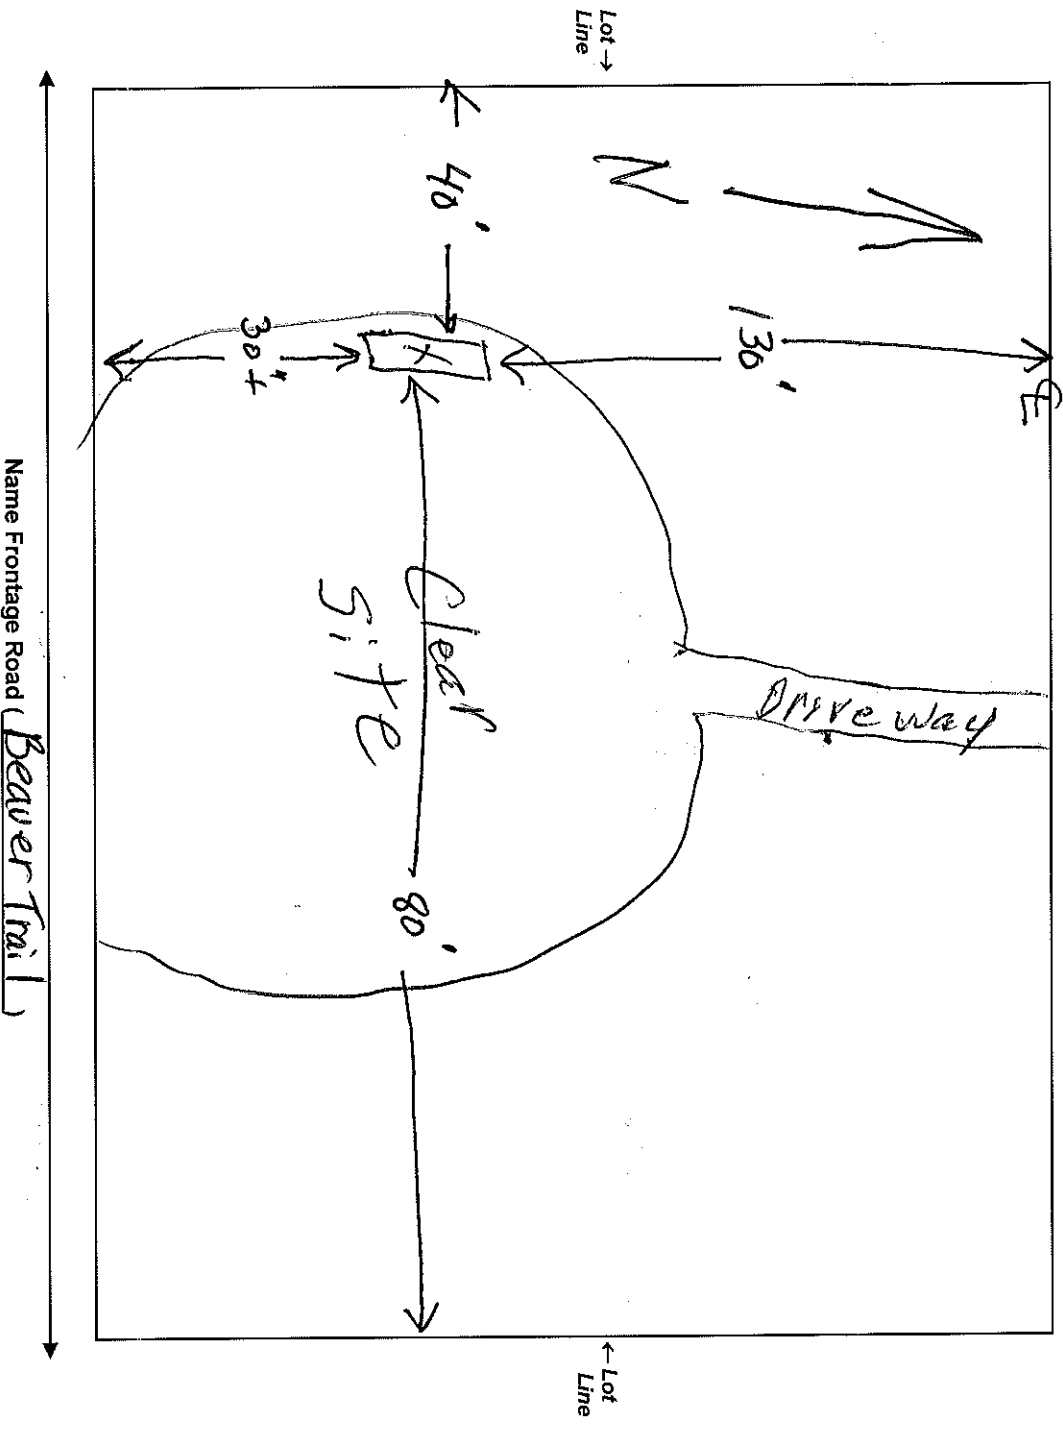 Lot →
Line
N
40'
130'
℄
30"+
X
Driveway
Clear
Site
80'
← Lot
Line
Name Frontage Road (Beaver Trail)